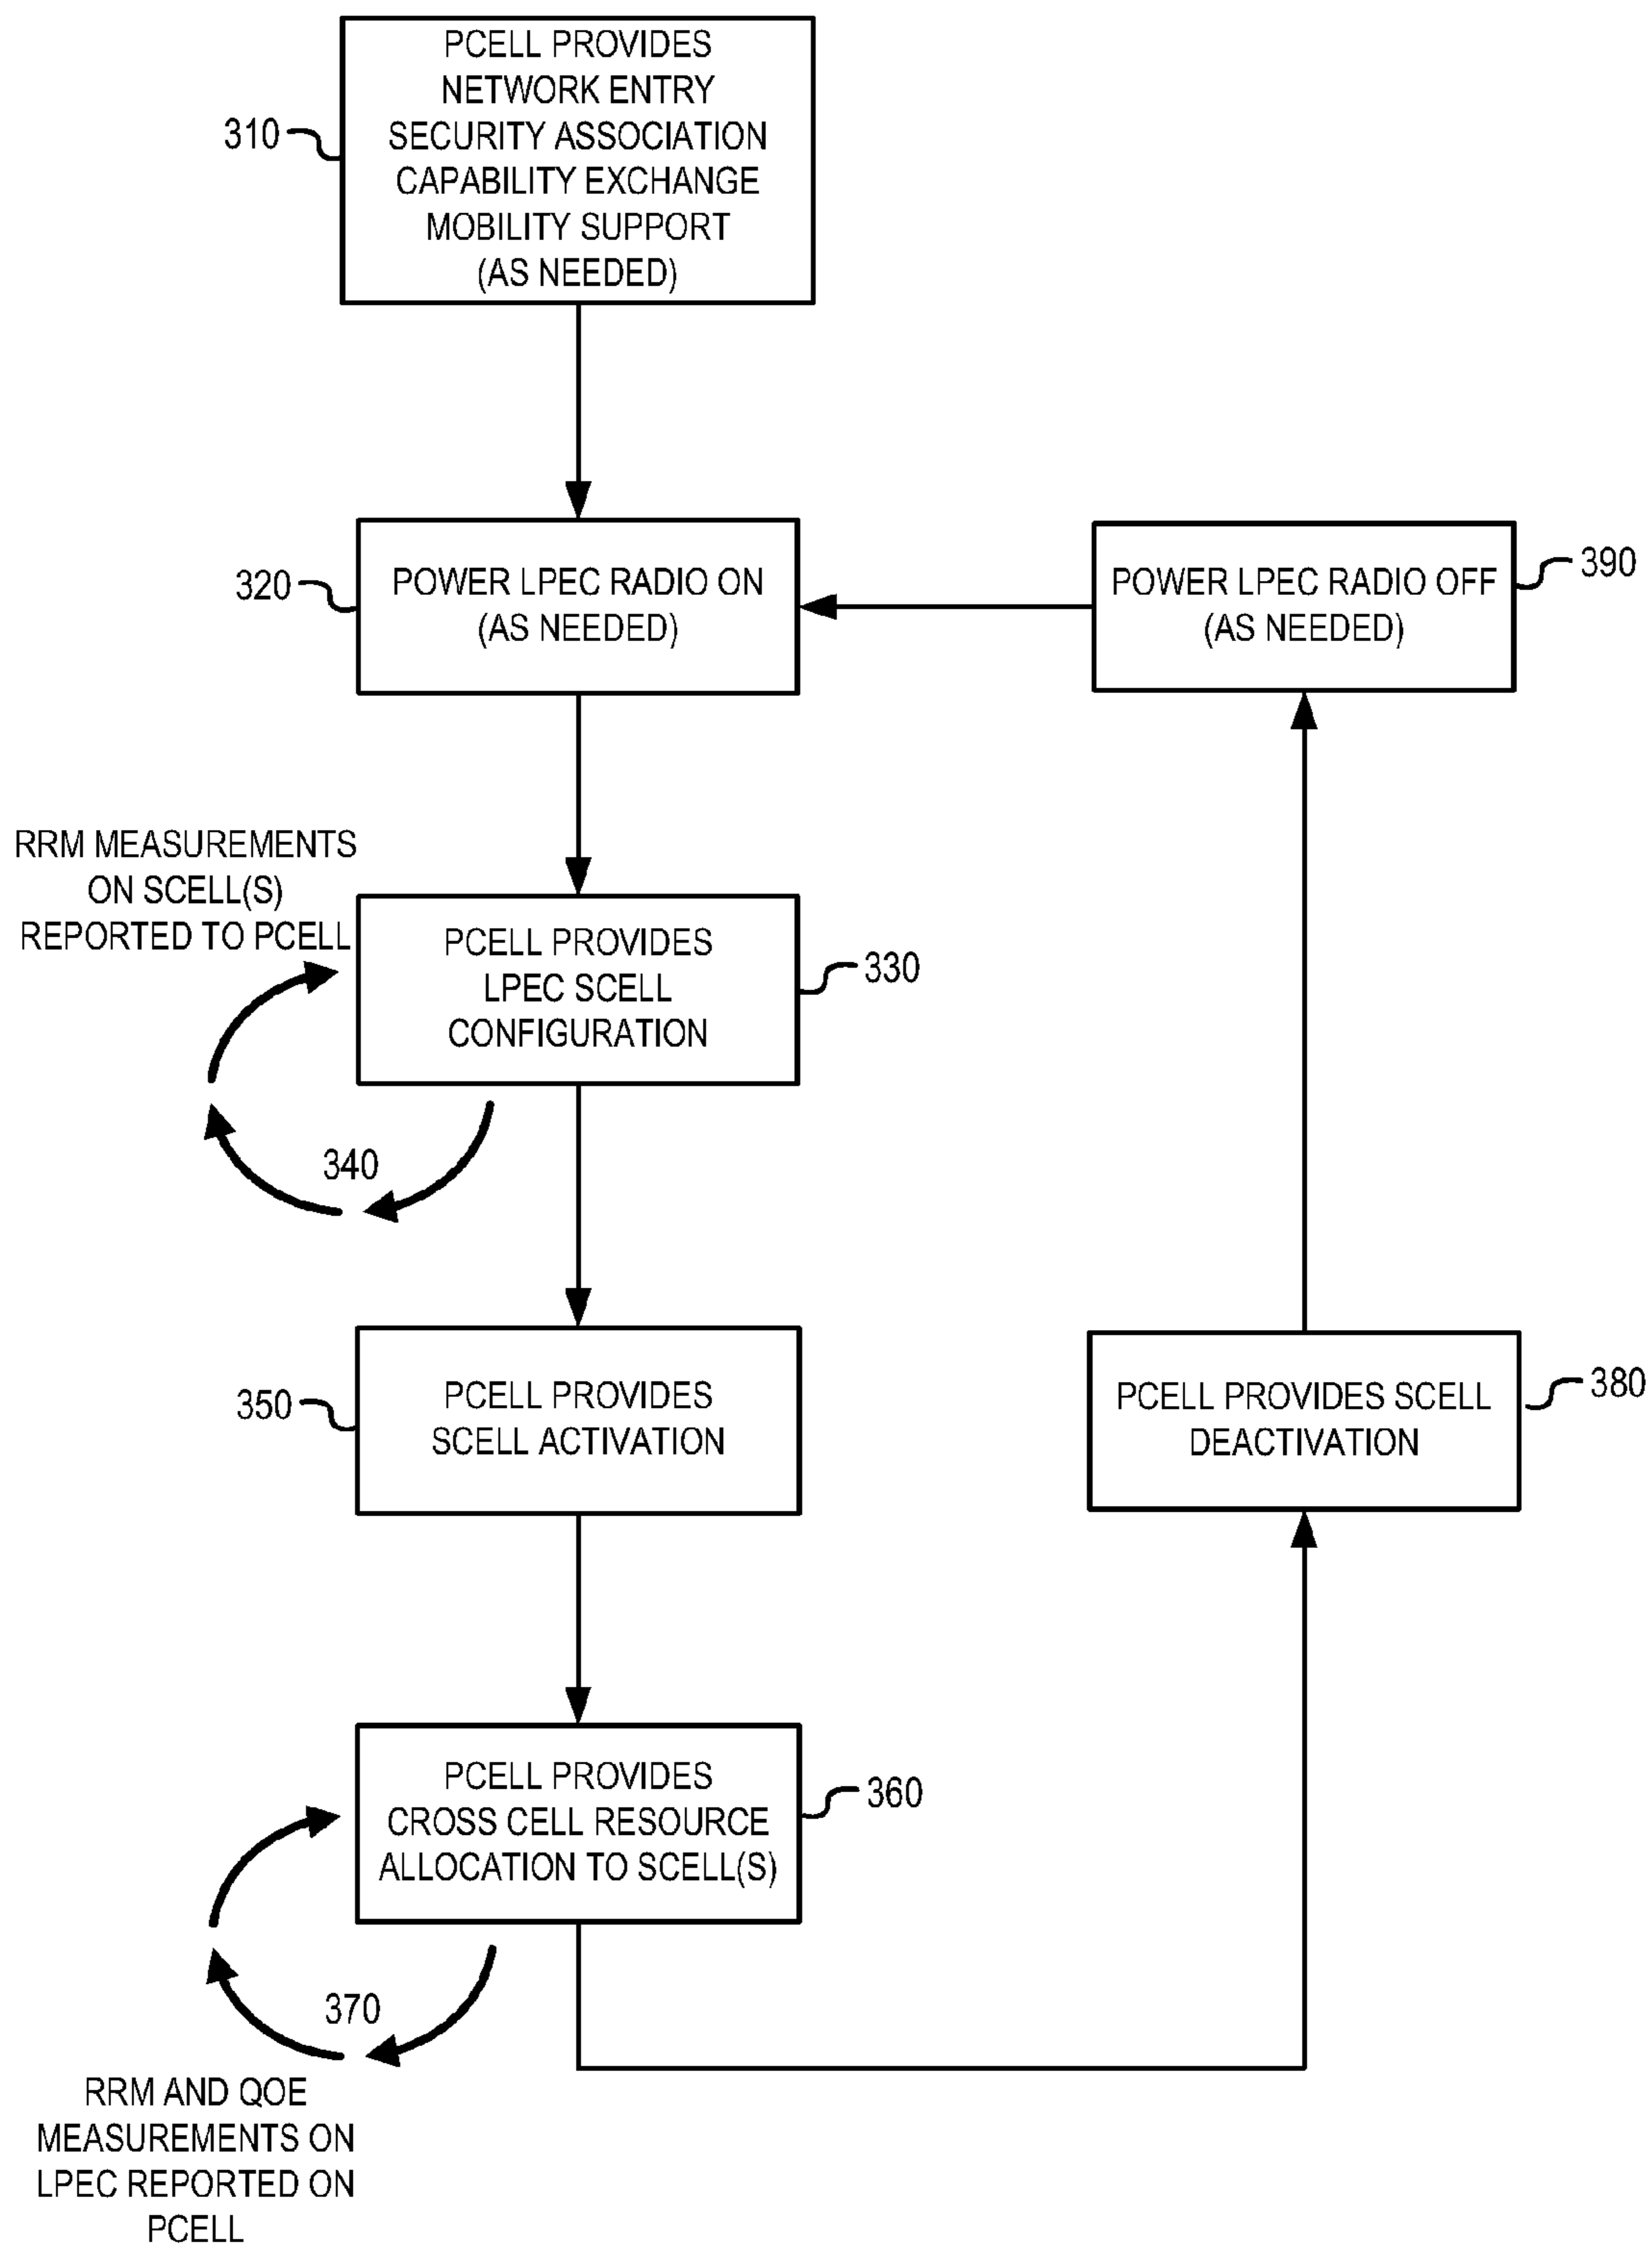 PCELL PROVIDES
NETWORK ENTRY
SECURITY ASSOCIATION
CAPABILITY EXCHANGE
MOBILITY SUPPORT
(AS NEEDED)
310
POWER LPEC RADIO ON
(AS NEEDED)
320
POWER LPEC RADIO OFF
(AS NEEDED)
390
RRM MEASUREMENTS
ON SCELL(S)
REPORTED TO PCELL
PCELL PROVIDES
LPEC SCELL
CONFIGURATION
330
340
PCELL PROVIDES
SCELL ACTIVATION
350
PCELL PROVIDES SCELL
DEACTIVATION
380
PCELL PROVIDES
CROSS CELL RESOURCE
ALLOCATION TO SCELL(S)
360
370
RRM AND QOE
MEASUREMENTS ON
LPEC REPORTED ON
PCELL